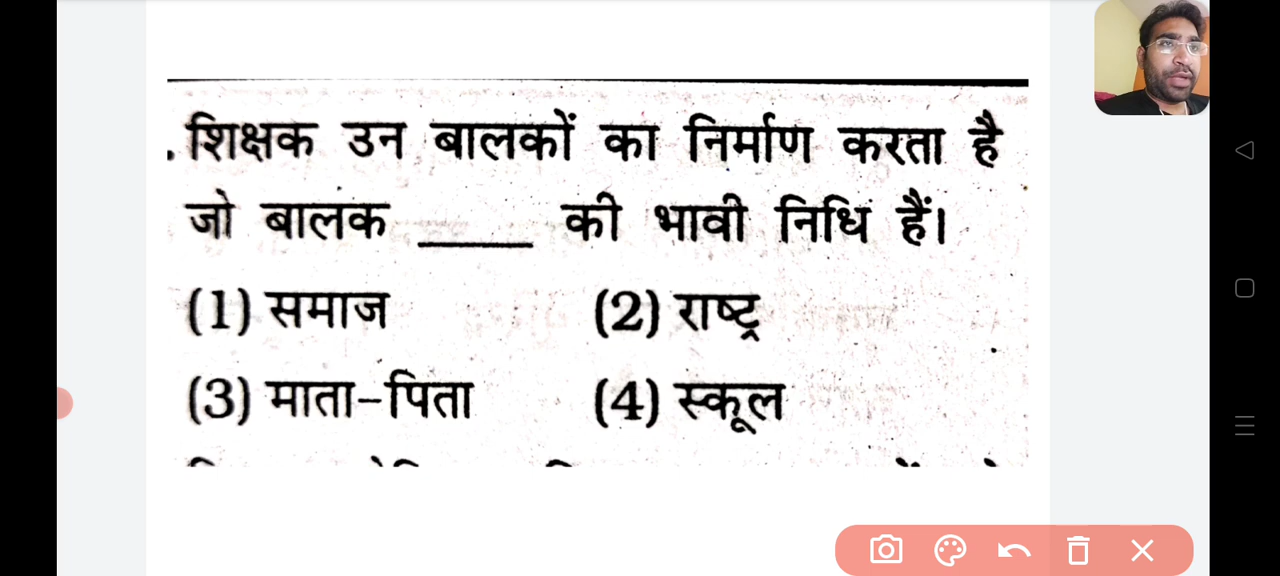 . शिक्षक उन बालकों का निर्माण करता है
जो बालक ____ की भावी निधि हैं।
(1) समाज (2) राष्ट्र
(3) माता-पिता (4) स्कूल